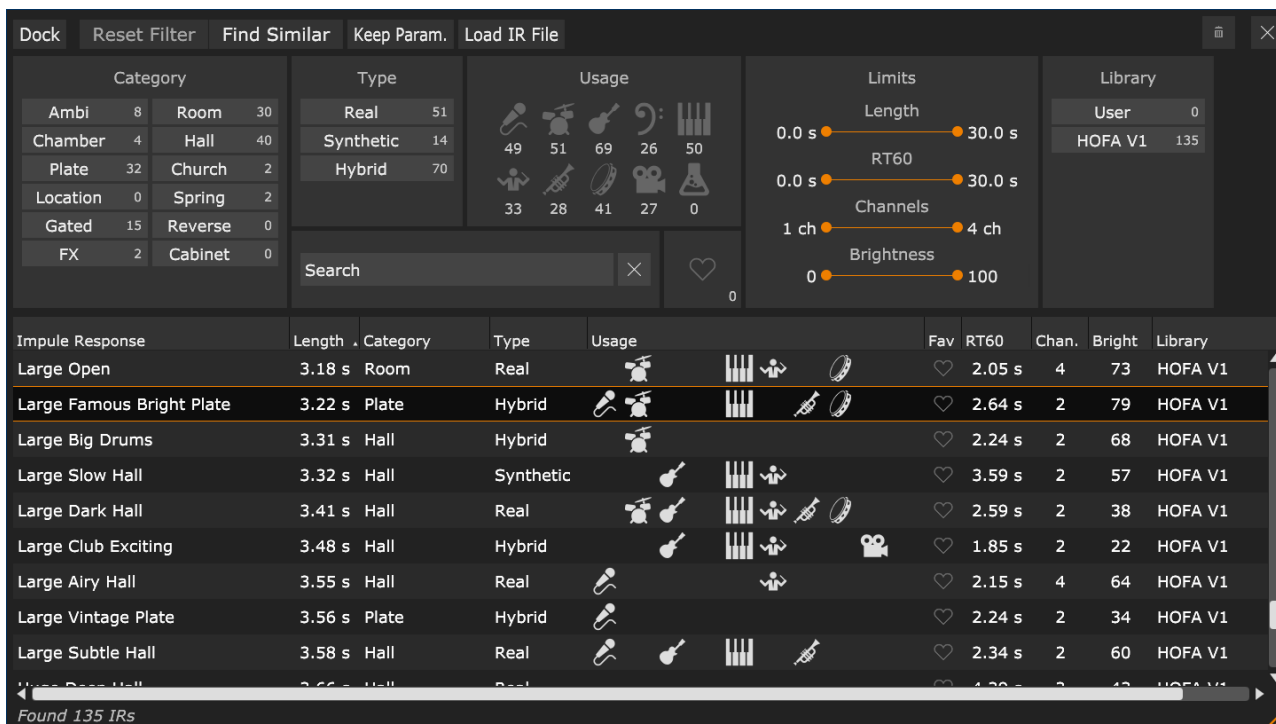 Dock Reset Filter Find Similar Keep Param. Load IR File
Category Type Usage Limits Library
Ambi 8 Room 30 Real 51 Length User 0
Chamber 4 Hall 40 Synthetic 14 49 51 69 26 50 0.0 s 30.0 s HOFA V1 135
Plate 32 Church 2 Hybrid 70 RT60
Location 0 Spring 2 33 28 41 27 0 0.0 s 30.0 s
Gated 15 Reverse 0 Channels
1 ch 4 ch
FX 2 Cabinet 0 Brightness
Search 0 0 100
Impule Response Length Category Type Usage Fav RT60 Chan. Bright Library
Large Open 3.18 s Room Real 2.05 s 4 73 HOFA V1
Large Famous Bright Plate 3.22 s Plate Hybrid 2.64 s 2 79 HOFA V1
Large Big Drums 3.31 s Hall Hybrid 2.24 s 2 68 HOFA V1
Large Slow Hall 3.32 s Hall Synthetic 3.59 s 2 57 HOFA V1
Large Dark Hall 3.41 s Hall Real 2.59 s 2 38 HOFA V1
Large Club Exciting 3.48 s Hall Hybrid 1.85 s 2 22 HOFA V1
Large Airy Hall 3.55 s Hall Real 2.15 s 4 64 HOFA V1
Large Vintage Plate 3.56 s Plate Hybrid 2.24 s 2 34 HOFA V1
Large Subtle Hall 3.58 s Hall Real 2.34 s 2 60 HOFA V1
Found 135 IRs